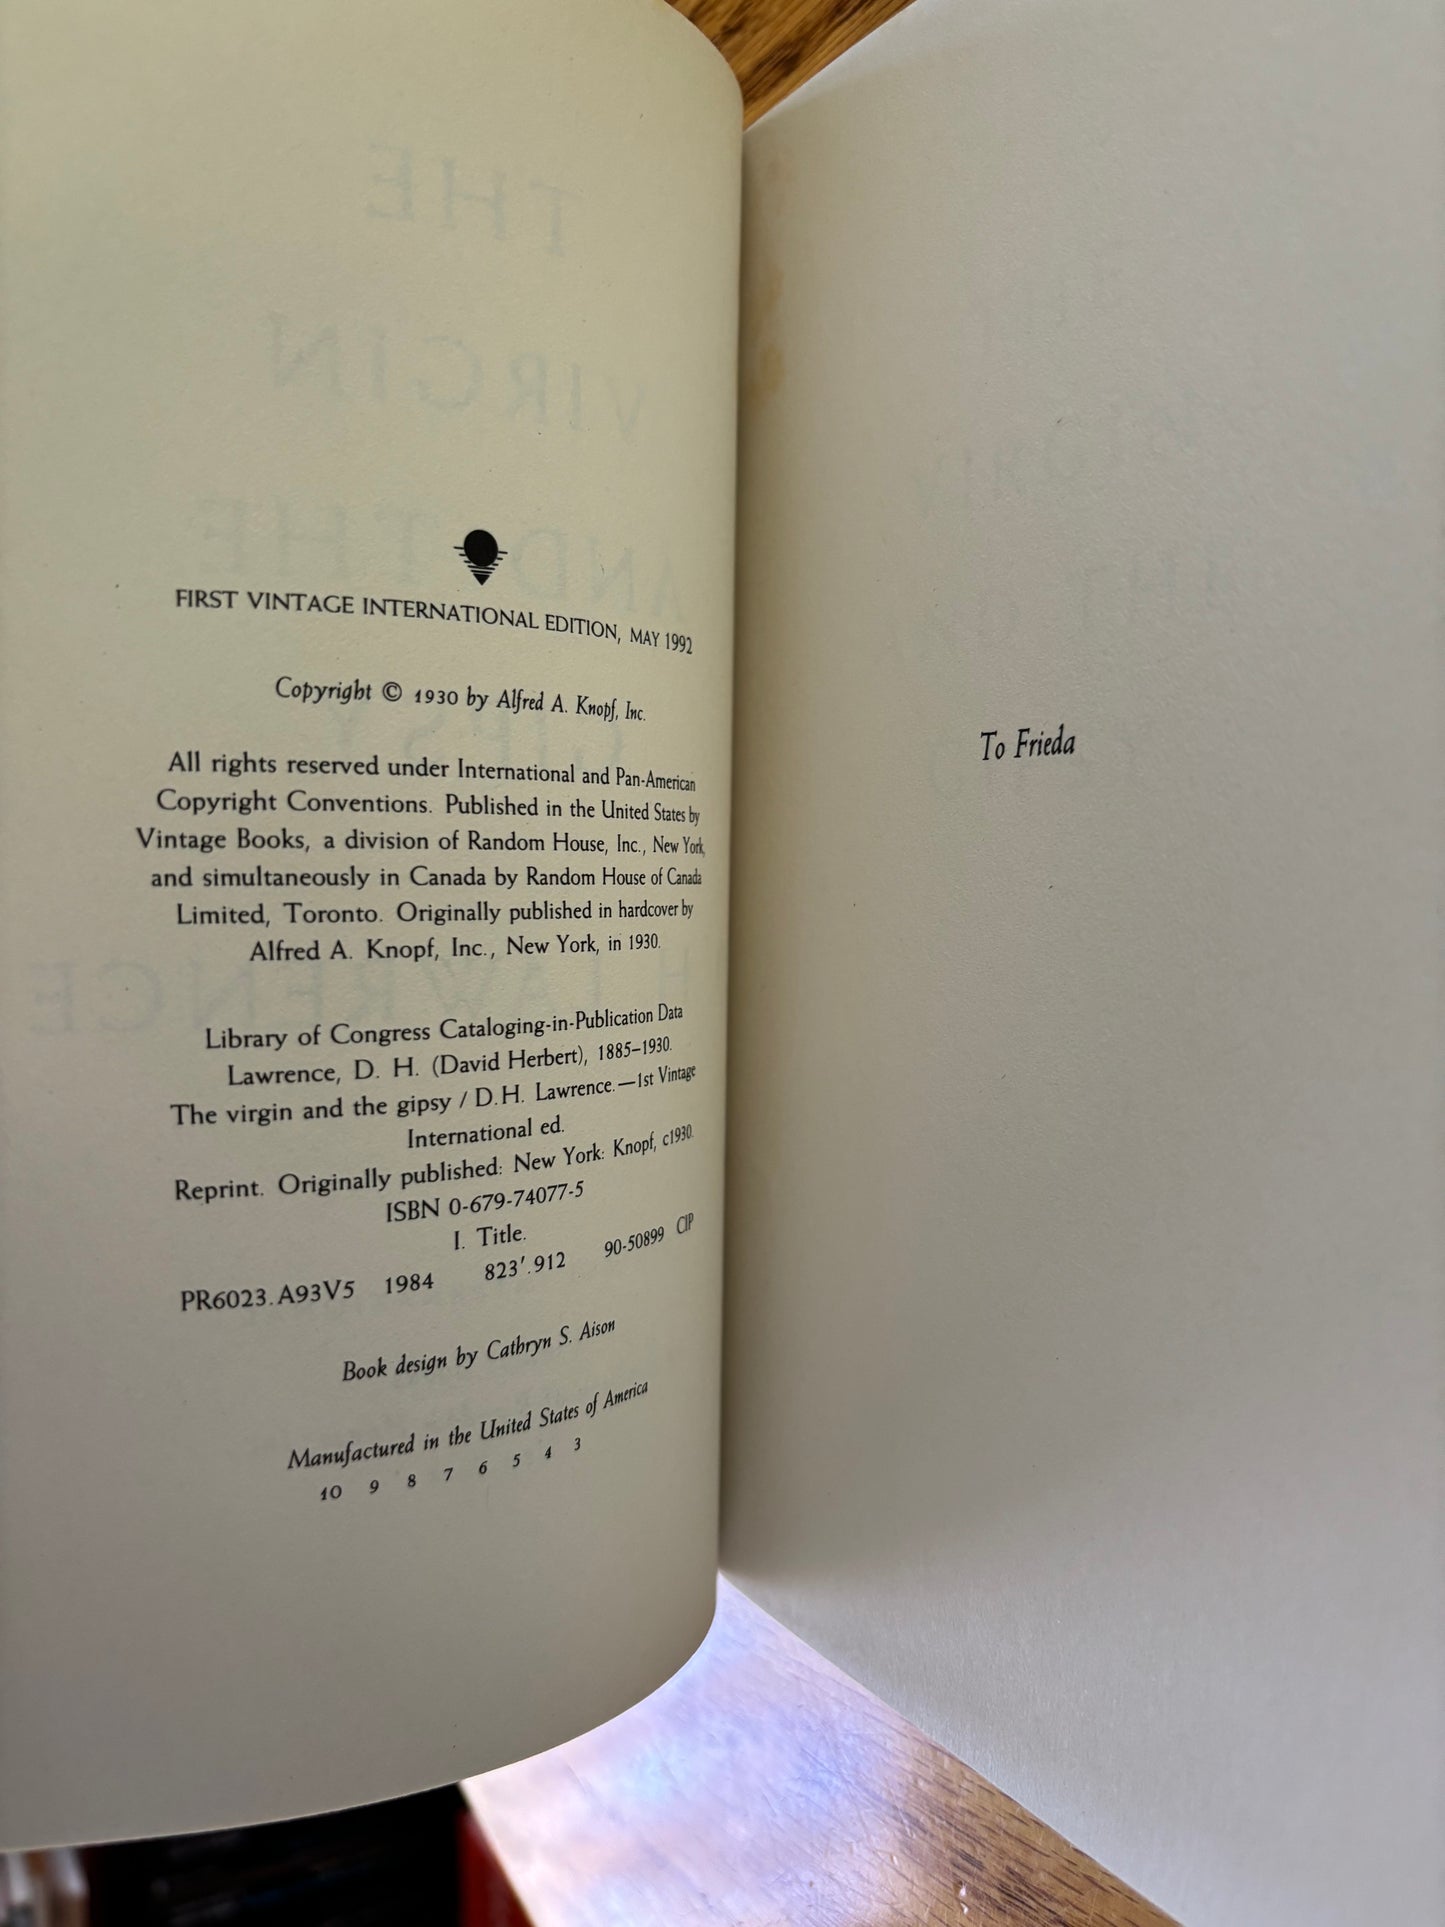 FIRST VINTAGE INTERNATIONAL EDITION, MAY 1992
Copyright © 1930 by Alfred A. Knopf, Inc.
All rights reserved under International and Pan-American
Copyright Conventions. Published in the United States by
Vintage Books, a division of Random House, Inc., New York,
and simultaneously in Canada by Random House of Canada
Limited, Toronto. Originally published in hardcover by
Alfred A. Knopf, Inc., New York, in 1930.
Library of Congress Cataloging-in-Publication Data
Lawrence, D. H. (David Herbert), 1885–1930.
The virgin and the gipsy / D.H. Lawrence.—1st Vintage
International ed.
Reprint. Originally published: New York: Knopf, c1930.
ISBN 0-679-74077-5
I. Title.
PR6023.A93V5 1984 823′.912 90-50899 CIP
Book design by Cathryn S. Aison
Manufactured in the United States of America
10 9 8 7 6 5 4 3
To Frieda